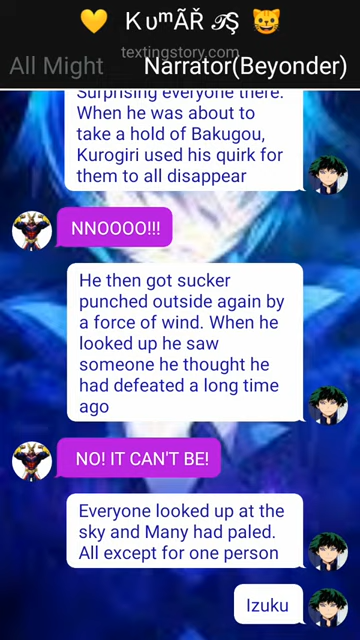 💛 Kυᵐ ÃŘ 𝒯Ş 😺
textingstory.com
All Might
Narrator(Beyonder)
Surprising everyone there.
When he was about to
take a hold of Bakugou,
Kurogiri used his quirk for
them to all disappear
NNOOOO!!!
He then got sucker
punched outside again by
a force of wind. When he
looked up he saw
someone he thought he
had defeated a long time
ago
NO! IT CAN'T BE!
Everyone looked up at the
sky and Many had paled.
All except for one person
Izuku